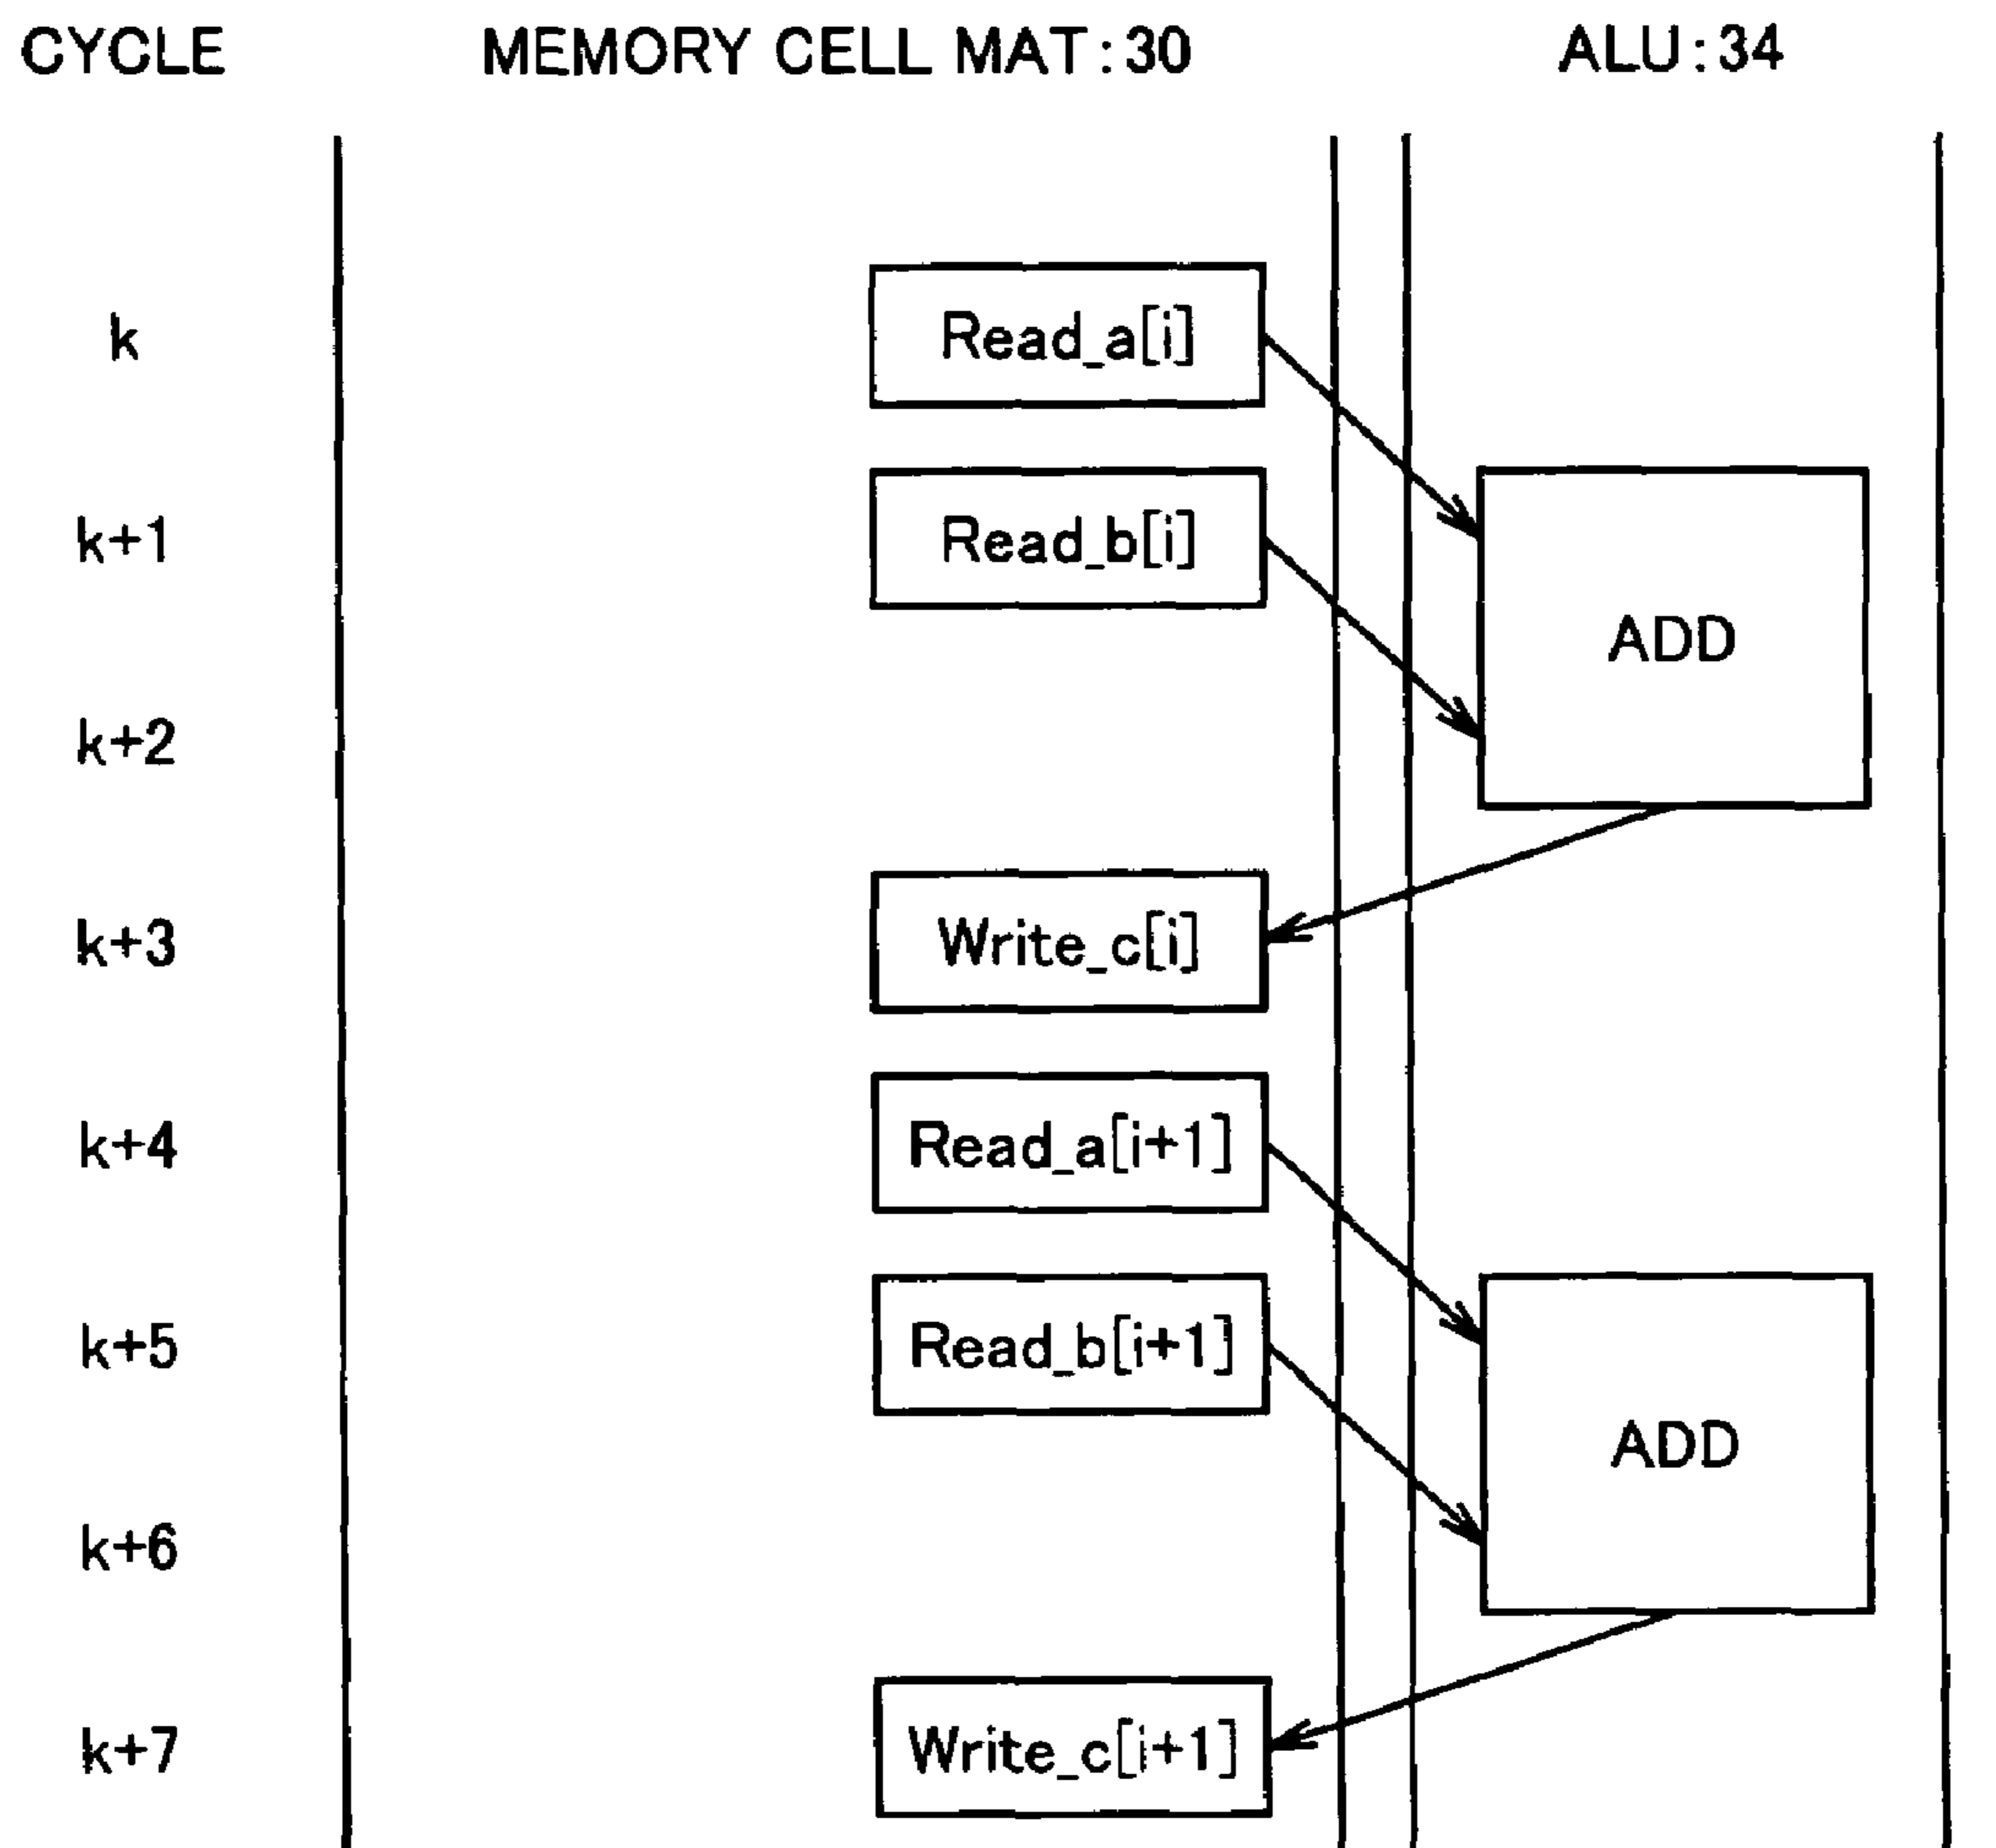 CYCLE MEMORY CELL MAT:30 ALU:34
k Read_a[i]
k+1 Read_b[i]
ADD
k+2
k+3 Write_c[i]
k+4 Read_a[i+1]
k+5 Read_b[i+1]
ADD
k+6
k+7 Write_c[i+1]